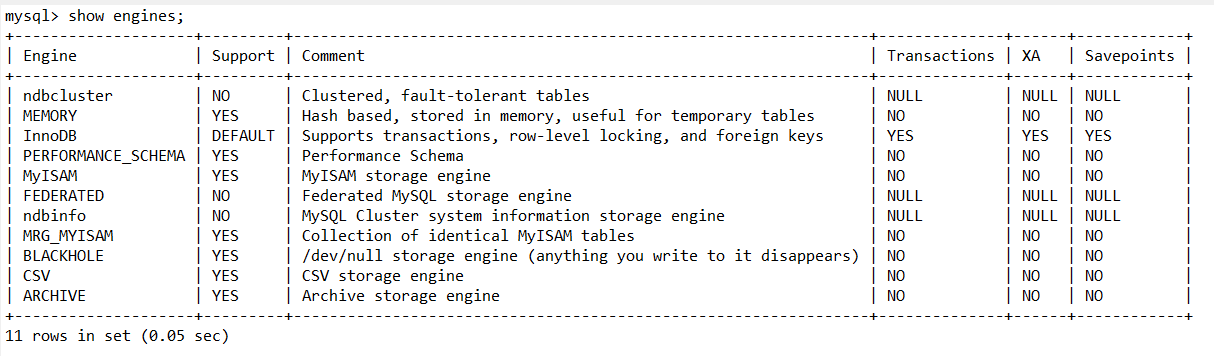 mysql> show engines;
+--------------------+---------+----------------------------------------------------------------+--------------+------+------------+
| Engine             | Support | Comment                                                        | Transactions | XA   | Savepoints |
+--------------------+---------+----------------------------------------------------------------+--------------+------+------------+
| ndbcluster         | NO      | Clustered, fault-tolerant tables                               | NULL         | NULL | NULL       |
| MEMORY             | YES     | Hash based, stored in memory, useful for temporary tables      | NO           | NO   | NO         |
| InnoDB             | DEFAULT | Supports transactions, row-level locking, and foreign keys     | YES          | YES  | YES        |
| PERFORMANCE_SCHEMA | YES     | Performance Schema                                             | NO           | NO   | NO         |
| MyISAM             | YES     | MyISAM storage engine                                          | NO           | NO   | NO         |
| FEDERATED          | NO      | Federated MySQL storage engine                                 | NULL         | NULL | NULL       |
| ndbinfo            | NO      | MySQL Cluster system information storage engine                | NULL         | NULL | NULL       |
| MRG_MYISAM         | YES     | Collection of identical MyISAM tables                          | NO           | NO   | NO         |
| BLACKHOLE          | YES     | /dev/null storage engine (anything you write to it disappears) | NO           | NO   | NO         |
| CSV                | YES     | CSV storage engine                                             | NO           | NO   | NO         |
| ARCHIVE            | YES     | Archive storage engine                                         | NO           | NO   | NO         |
+--------------------+---------+----------------------------------------------------------------+--------------+------+------------+
11 rows in set (0.05 sec)